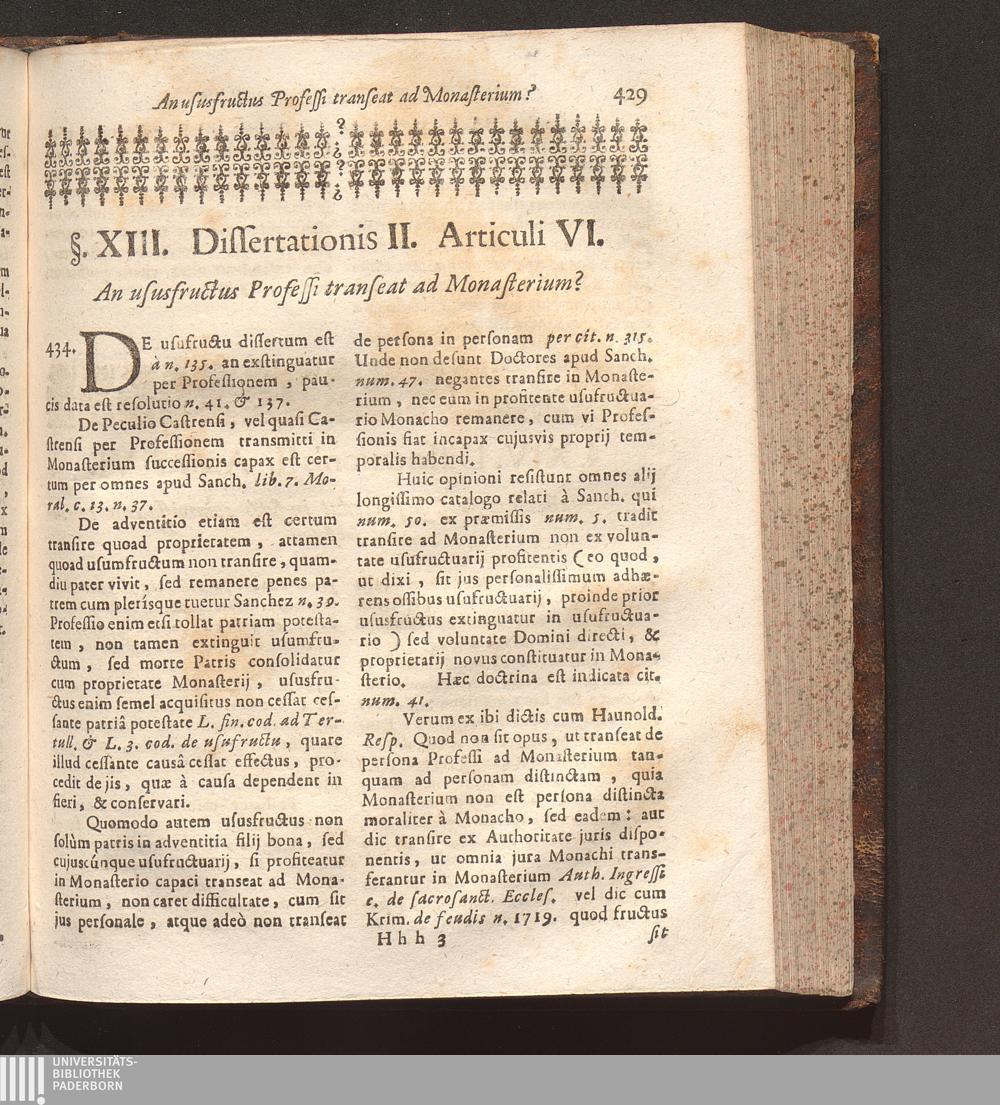 An uſusfructus Profeſſi tranſeat ad Monaſterium?
429
§. XIII. Diſſertationis II. Articuli VI.
An uſusfructus Profeſſi tranſeat ad Monaſterium?
434. DE uſufructu diſſertum eſt
à n. 135. an exſtinguatur
per Profeſſionem, pau-
cis data eſt reſolutio n. 41. & 137.
De Peculio Caſtrenſi, vel quaſi Ca-
ſtrenſi per Profeſſionem transmitti in
Monaſterium ſucceſſionis capax eſt cer-
tum per omnes apud Sanch. lib. 7. Mo-
ral. c. 13. n. 37.
De adventitio etiam eſt certum
tranſire quoad proprietatem, attamen
quoad uſumfructum non tranſire, quam-
diu pater vivit, ſed remanere penes pa-
trem cum plerísque tuetur Sanchez n. 39.
Profeſſio enim etſi tollat patriam poteſta-
tem, non tamen extinguit uſumfru-
ctum, ſed morte Patris conſolidatur
cum proprietate Monaſterij, uſusfru-
ctus enim ſemel acquiſitus non ceſſat ceſ-
ſante patriâ poteſtate L. fin. cod. ad Ter-
tull. & L. 3. cod. de uſufructu, quare
illud ceſſante causâ ceſſat effectus, pro-
cedit de jis, quæ à cauſa dependent in
fieri, & conſervari.
Quomodo autem uſusfructus non
ſolùm patris in adventitia filij bona, ſed
cujuscúnque uſufructuarij, ſi profiteatur
in Monaſterio capaci transeat ad Mona-
ſterium, non caret difficultate, cum ſit
jus perſonale, atque adeò non tranſeat
de perſona in perſonam per cit. n. 315.
Unde non deſunt Doctores apud Sanch.
num. 47. negantes tranſire in Monaſte-
rium, nec eum in profitente uſufructua-
rio Monacho remanere, cum vi Profeſ-
ſionis fiat incapax cujusvis proprij tem-
poralis habendi.
Huic opinioni reſiſtunt omnes alij
longiſſimo catalogo relati à Sanch. qui
num. 50. ex præmiſſis num. 5. tradit
tranſire ad Monaſterium non ex volun-
tate uſufructuarij profitentis (eo quod,
ut dixi, ſit jus perſonaliſſimum adhæ-
rens oſſibus uſufructuarij, proinde prior
uſusfructus extinguatur in uſufructua-
rio) ſed voluntate Domini directi, &
proprietarij novus conſtituatur in Mona-
ſterio. Hæc doctrina eſt indicata cit.
num. 41.
Verum ex ibi dictis cum Haunold.
Reſp. Quod non ſit opus, ut tranſeat de
perſona Profeſſi ad Monaſterium tan-
quam ad perſonam diſtinctam, quia
Monaſterium non eſt perſona diſtincta
moraliter à Monacho, ſed eadem: aut
dic tranſire ex Authoritate juris diſpo-
nentis, ut omnia jura Monachi trans-
ferantur in Monaſterium Auth. Ingreſſi
c. de ſacroſanct. Eccleſ. vel dic cum
Krim. de feudis n. 1719. quod fructus
Hhh 3
ſit
UNIVERSITÄTS-
BIBLIOTHEK
PADERBORN